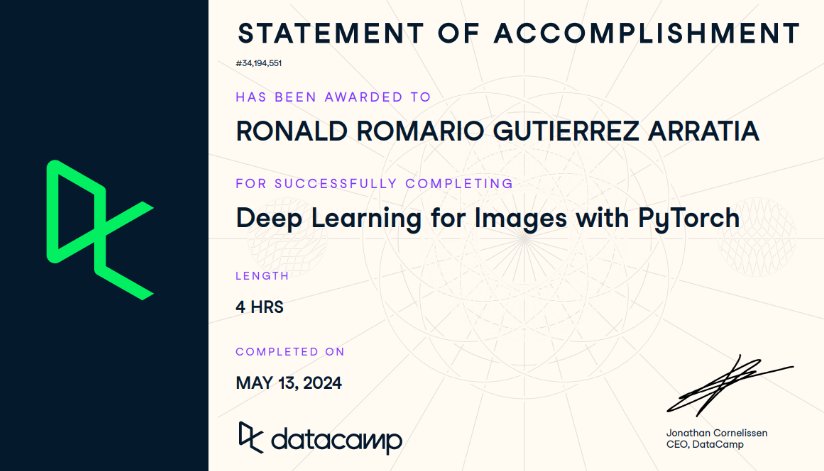 STATEMENT OF ACCOMPLISHMENT
#34,194,551
HAS BEEN AWARDED TO
RONALD ROMARIO GUTIERREZ ARRATIA
FOR SUCCESSFULLY COMPLETING
Deep Learning for Images with PyTorch
LENGTH
4 HRS
COMPLETED ON
MAY 13, 2024
datacamp
Jonathan Cornelissen
CEO, DataCamp